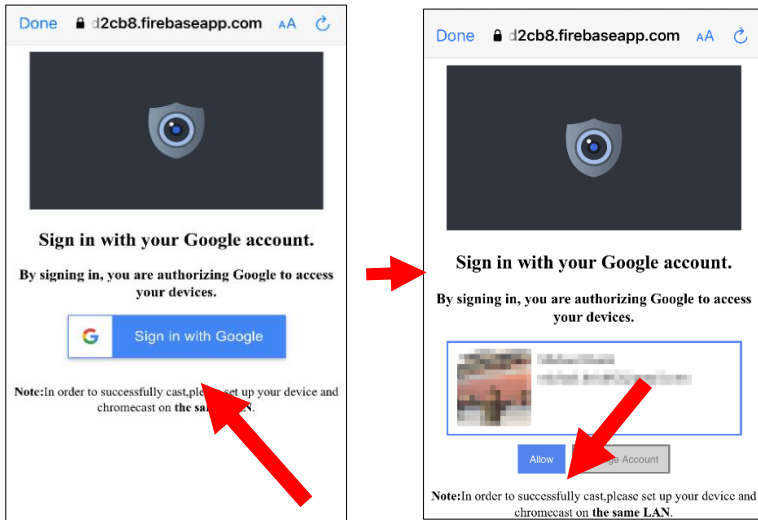 Done d2cb8.firebaseapp.com AA
Sign in with your Google account.
By signing in, you are authorizing Google to access
your devices.
Sign in with Google
Note:In order to successfully cast,please set up your device and
chromecast on the same
Done d2cb8.firebaseapp.com AA
Sign in with your Google account.
By signing in, you are authorizing Google to access
your devices.
Allow Account
Note:In order to successfully cast,please set up your device and
chromecast on the same LAN.